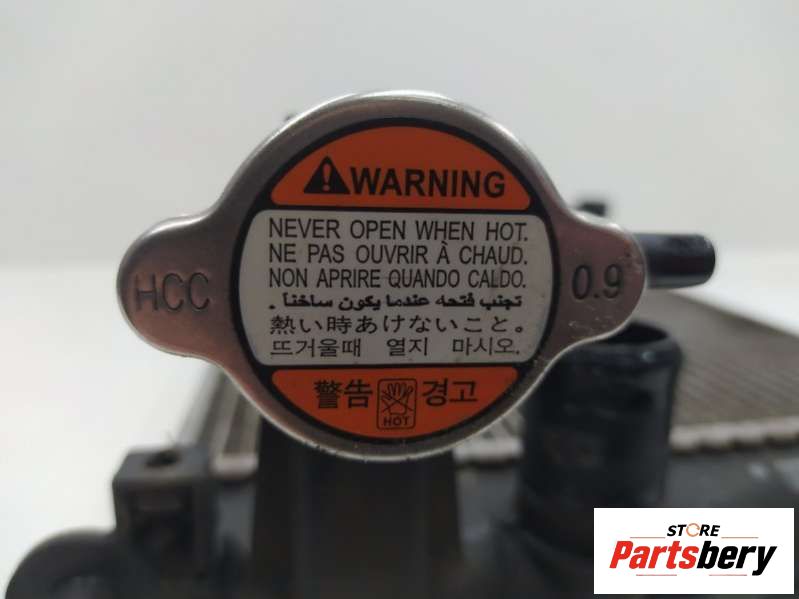 WARNING
NEVER OPEN WHEN HOT.
NE PAS OUVRIR À CHAUD.
NON APRIRE QUANDO CALDO.
تجنب فتحه عندما يكون ساخنا .
熱い時あけないこと。
뜨거울때 열지 마시오.
HCC
0.9
警告 경고
HOT
STORE
Partsbery